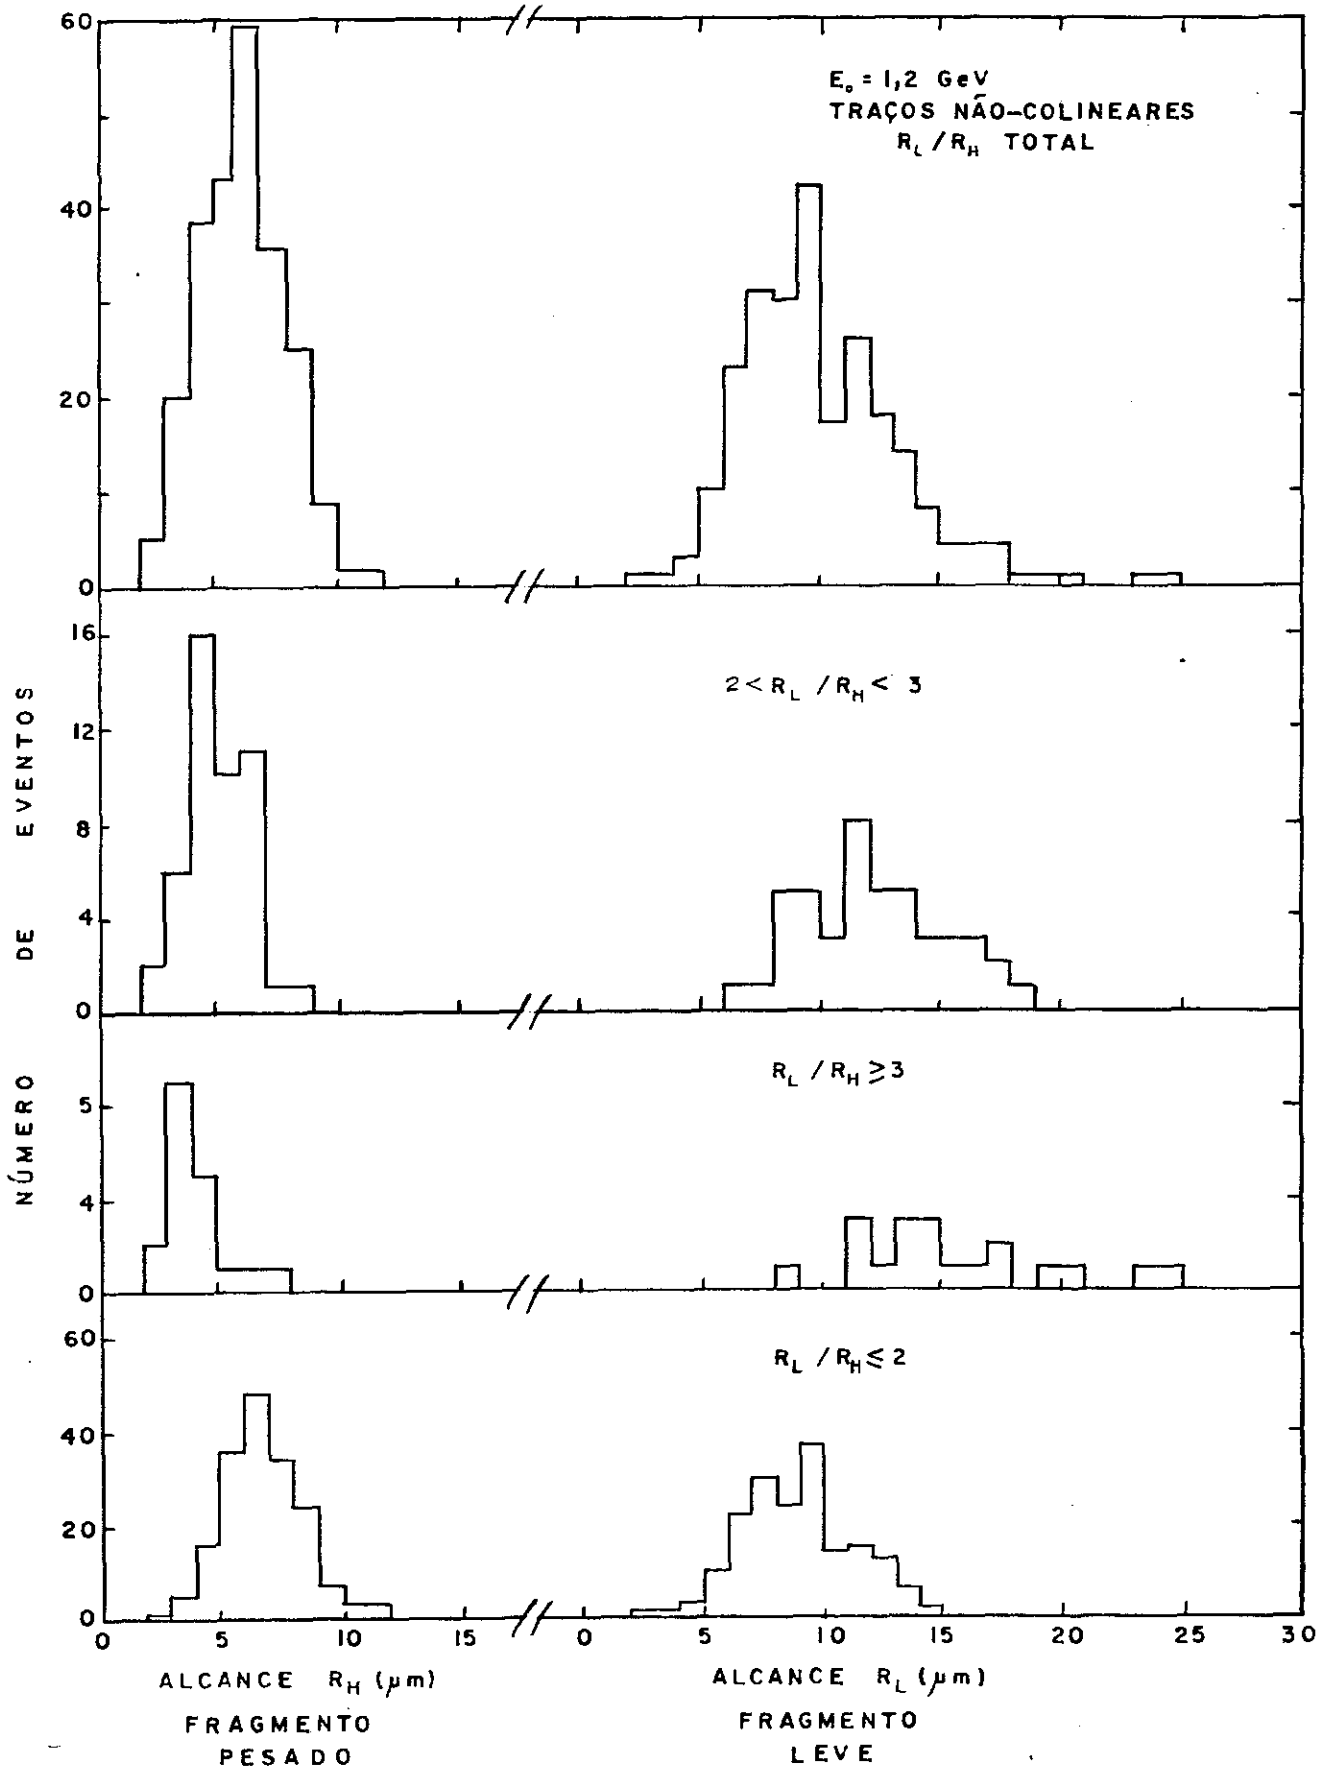 60
40
20
0
E₀ = 1,2 GeV
TRAÇOS NÃO-COLINEARES
R_L / R_H TOTAL
16
12
8
4
0
2 < R_L / R_H < 3
5
4
0
R_L / R_H ⩾ 3
60
40
20
0
R_L / R_H ⩽ 2
NÚMERO DE EVENTOS
0 5 10 15 0 5 10 15 20 25 30
ALCANCE R_H (μm)
FRAGMENTO
PESADO
ALCANCE R_L (μm)
FRAGMENTO
LEVE